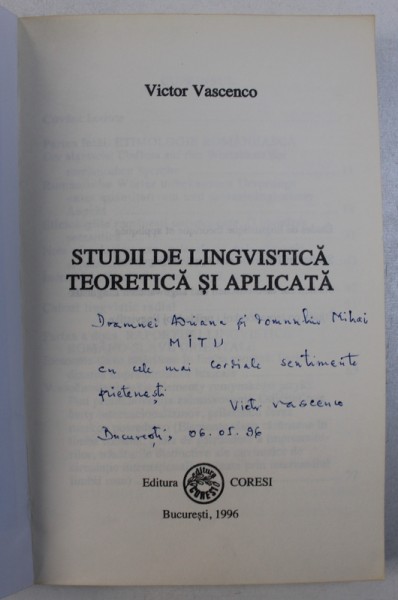 Victor Vascenco
STUDII DE LINGVISTICĂ
TEORETICĂ ȘI APLICATĂ
Doamnei Adriana și domnului Mihai
MITU
cu cele mai cordiale sentimente
prietenești
Victor Vascenco
București, 06.05.96
Editura CORESI
București, 1996